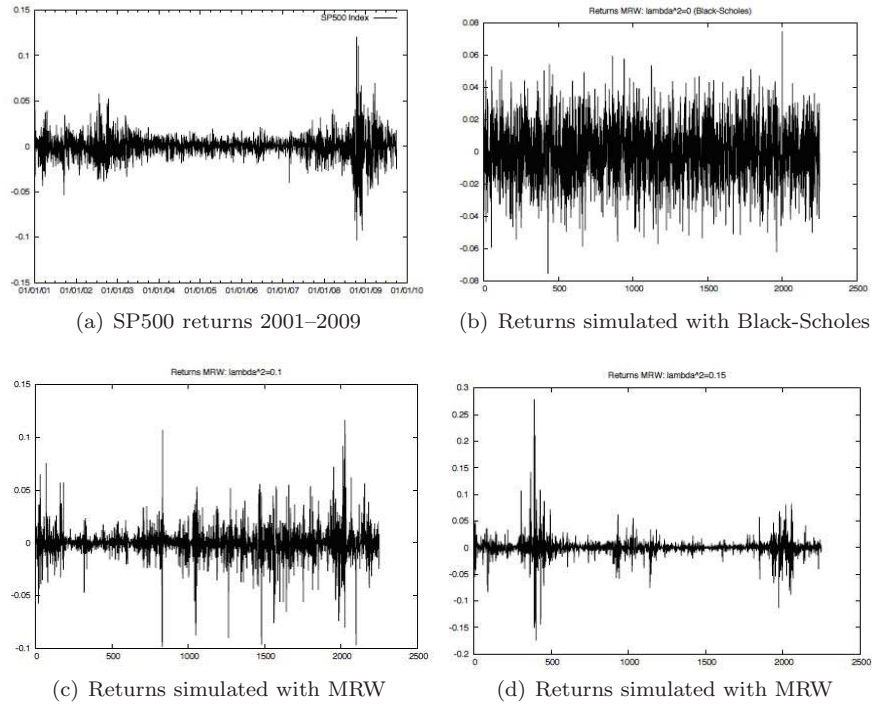 SP500 Index
0.15
0.1
0.05
0
-0.05
-0.1
-0.15
01/01/01 01/01/02 01/01/03 01/01/04 01/01/05 01/01/06 01/01/07 01/01/08 01/01/09 01/01/10
(a) SP500 returns 2001–2009
Returns MRW: lambda^2=0 (Black-Scholes)
0.08
0.06
0.04
0.02
0
-0.02
-0.04
-0.06
-0.08
0 500 1000 1500 2000 2500
(b) Returns simulated with Black-Scholes
Returns MRW: lambda^2=0.1
0.15
0.1
0.05
0
-0.05
-0.1
0 500 1000 1500 2000 2500
(c) Returns simulated with MRW
Returns MRW: lambda^2=0.15
0.3
0.25
0.2
0.15
0.1
0.05
0
-0.05
-0.1
-0.15
-0.2
0 500 1000 1500 2000 2500
(d) Returns simulated with MRW